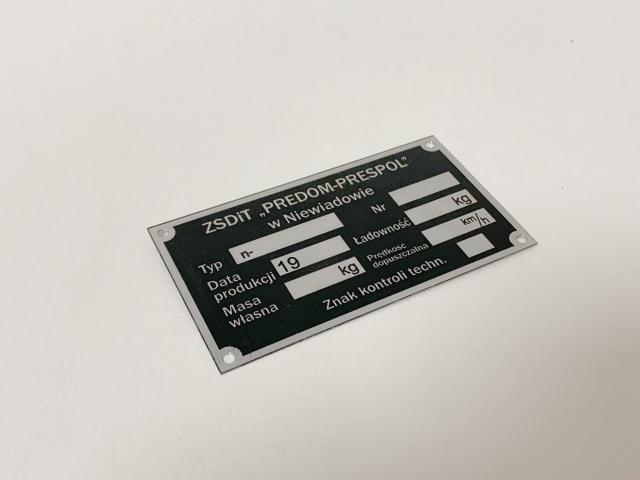 ZSDiT „PREDOM-PRESPOL”
w Niewiadowie
Typ n- Nr
Data produkcji 19 Ładowność kg
Masa własna kg Prędkość dopuszczalna km/h
Znak kontroli techn.